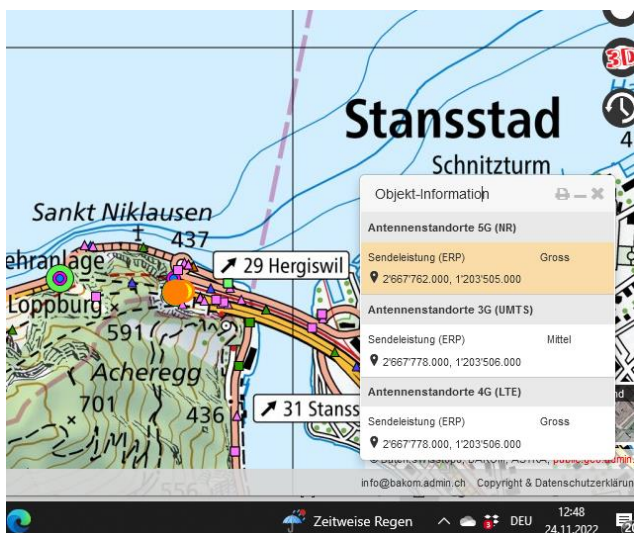 3D
Stansstad
4
Schnitzturm
Objekt-Information
Sankt Niklausen
437
Antennenstandorte 5G (NR)
ehranlage
29 Hergiswil
Sendeleistung (ERP) Gross
2'667'762.000, 1'203'505.000
Loppburg
Antennenstandorte 3G (UMTS)
591
Sendeleistung (ERP) Mittel
Acheregg
2'667'778.000, 1'203'506.000
701
436
31 Stanss
Antennenstandorte 4G (LTE)
Sendeleistung (ERP) Gross
2'667'778.000, 1'203'506.000
556
info@bakom.admin.ch Copyright & Datenschutzerklärun
Zeitweise Regen
DEU
12:48
24.11.2022